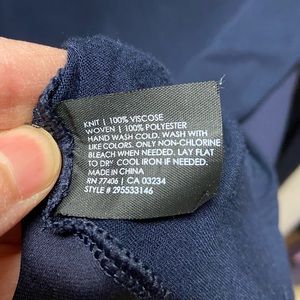 KNIT | 100% VISCOSE
WOVEN | 100% POLYESTER
HAND WASH COLD. WASH WITH
LIKE COLORS. ONLY NON-CHLORINE
BLEACH WHEN NEEDED. LAY FLAT
TO DRY. COOL IRON IF NEEDED.
MADE IN CHINA
RN 77406 | CA 03234
STYLE # 295533146